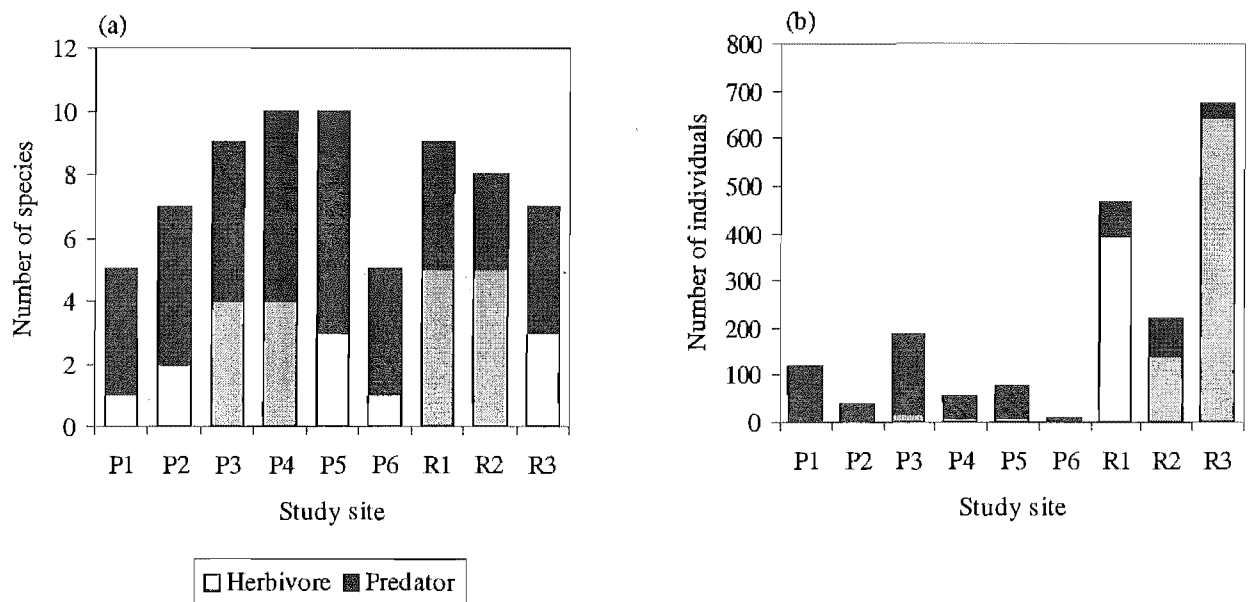 (a)
12
10
8
6
4
2
0
Number of species
P1 P2 P3 P4 P5 P6 R1 R2 R3
Study site
Herbivore Predator
(b)
800
700
600
500
400
300
200
100
0
Number of individuals
P1 P2 P3 P4 P5 P6 R1 R2 R3
Study site